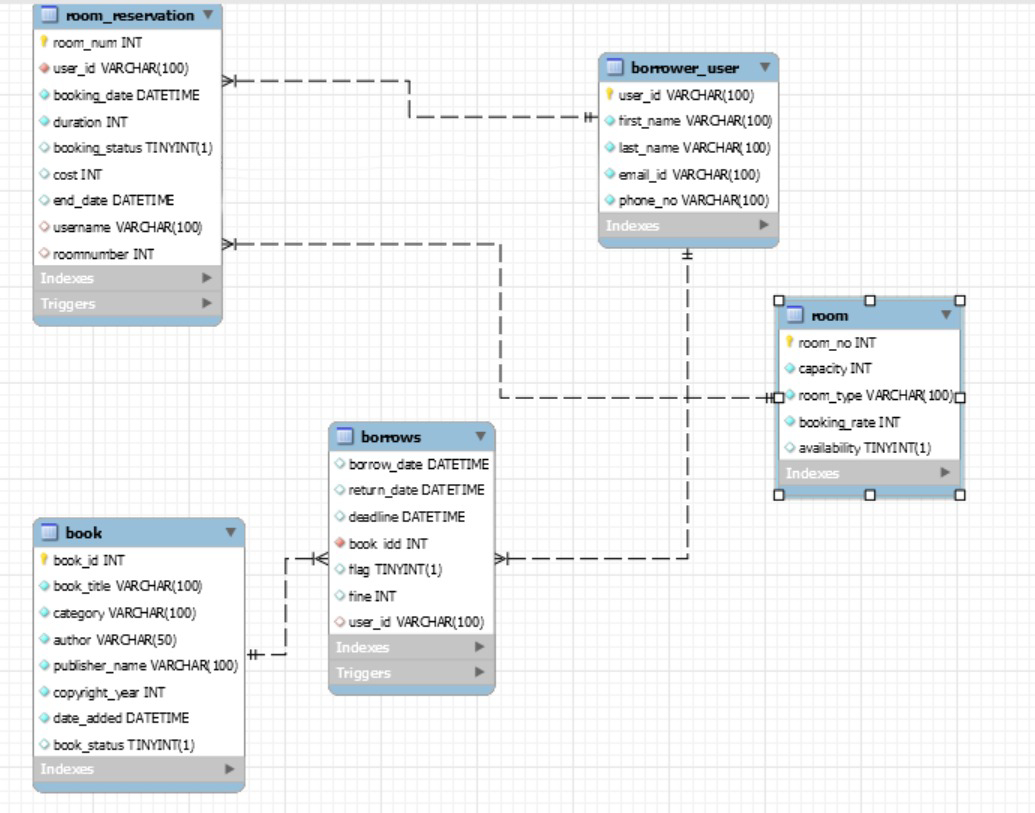 room_reservation
room_num INT
user_id VARCHAR(100)
booking_date DATETIME
duration INT
booking_status TINYINT(1)
cost INT
end_date DATETIME
username VARCHAR(100)
roomnumber INT
Indexes
Triggers
borrower_user
user_id VARCHAR(100)
first_name VARCHAR(100)
last_name VARCHAR(100)
email_id VARCHAR(100)
phone_no VARCHAR(100)
Indexes
room
room_no INT
capacity INT
room_type VARCHAR(100)
booking_rate INT
availability TINYINT(1)
Indexes
borrows
borrow_date DATETIME
return_date DATETIME
deadline DATETIME
book_idd INT
flag TINYINT(1)
fine INT
user_id VARCHAR(100)
Indexes
Triggers
book
book_id INT
book_title VARCHAR(100)
category VARCHAR(100)
author VARCHAR(50)
publisher_name VARCHAR(100)
copyright_year INT
date_added DATETIME
book_status TINYINT(1)
Indexes